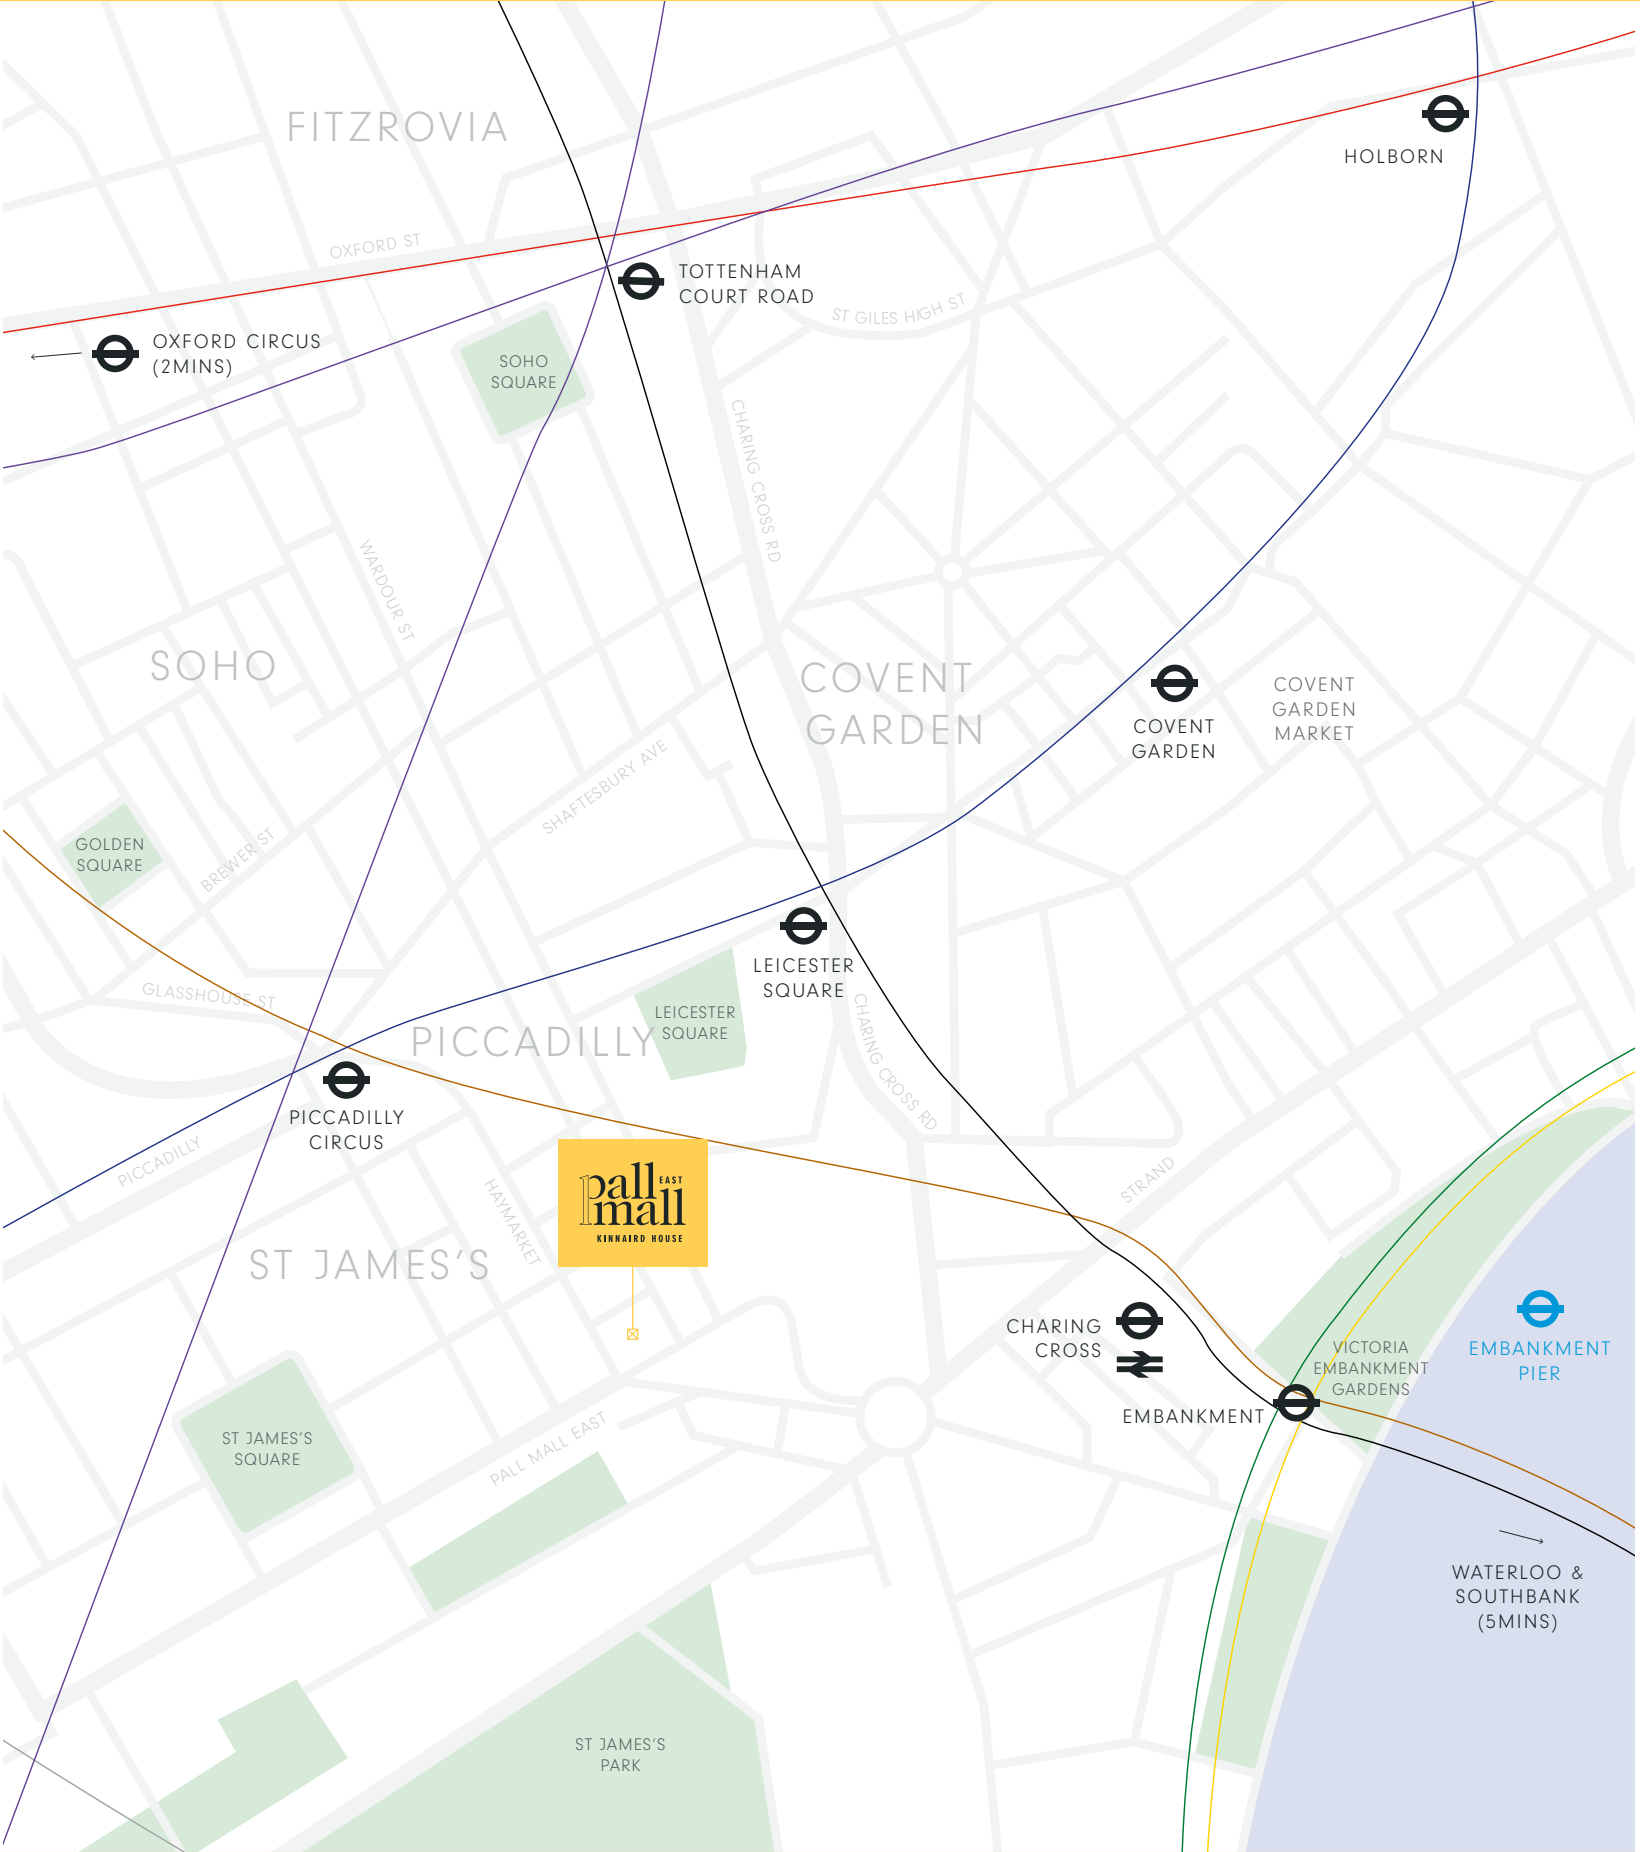 FITZROVIA
HOLBORN
OXFORD ST
TOTTENHAM
COURT ROAD
ST GILES HIGH ST
OXFORD CIRCUS
(2MINS)
SOHO
SQUARE
CHARING CROSS RD
WARDOUR ST
SOHO
COVENT
GARDEN
COVENT
GARDEN
COVENT
GARDEN
MARKET
SHAFTESBURY AVE
GOLDEN
SQUARE
BREWER ST
LEICESTER
SQUARE
GLASSHOUSE ST
PICCADILLY
LEICESTER
SQUARE
CHARING CROSS RD
PICCADILLY
CIRCUS
PICCADILLY
STRAND
HAYMARKET
pall EAST
mall
KINNAIRD HOUSE
ST JAMES'S
CHARING
CROSS
EMBANKMENT
VICTORIA
EMBANKMENT
GARDENS
EMBANKMENT
PIER
ST JAMES'S
SQUARE
PALL MALL EAST
WATERLOO &
SOUTHBANK
(5MINS)
ST JAMES'S
PARK